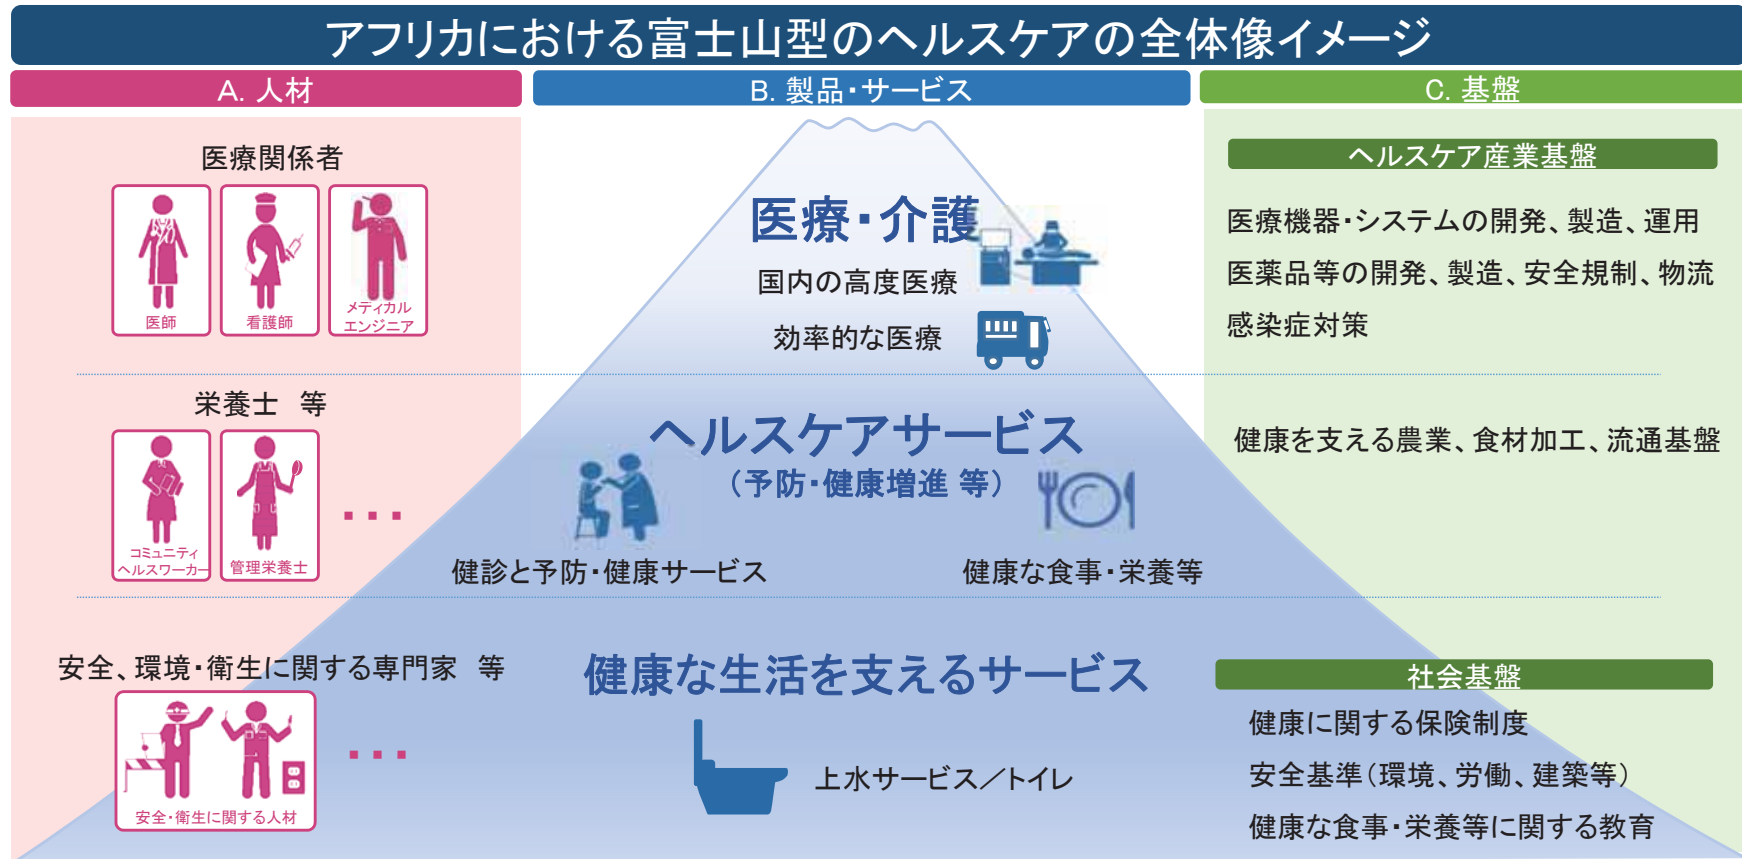 アフリカにおける富士山型のヘルスケアの全体像イメージ
A. 人材
B. 製品・サービス
C. 基盤
医療関係者
医師
看護師
メディカル
エンジニア
医療・介護
国内の高度医療
効率的な医療
ヘルスケア産業基盤
医療機器・システムの開発、製造、運用
医薬品等の開発、製造、安全規制、物流
感染症対策
栄養士　等
コミュニティ
ヘルスワーカー
管理栄養士
...
ヘルスケアサービス
（予防・健康増進 等）
健診と予防・健康サービス
健康な食事・栄養等
健康を支える農業、食材加工、流通基盤
安全、環境・衛生に関する専門家　等
安全・衛生に関する人材
...
健康な生活を支えるサービス
上水サービス／トイレ
社会基盤
健康に関する保険制度
安全基準（環境、労働、建築等）
健康な食事・栄養等に関する教育